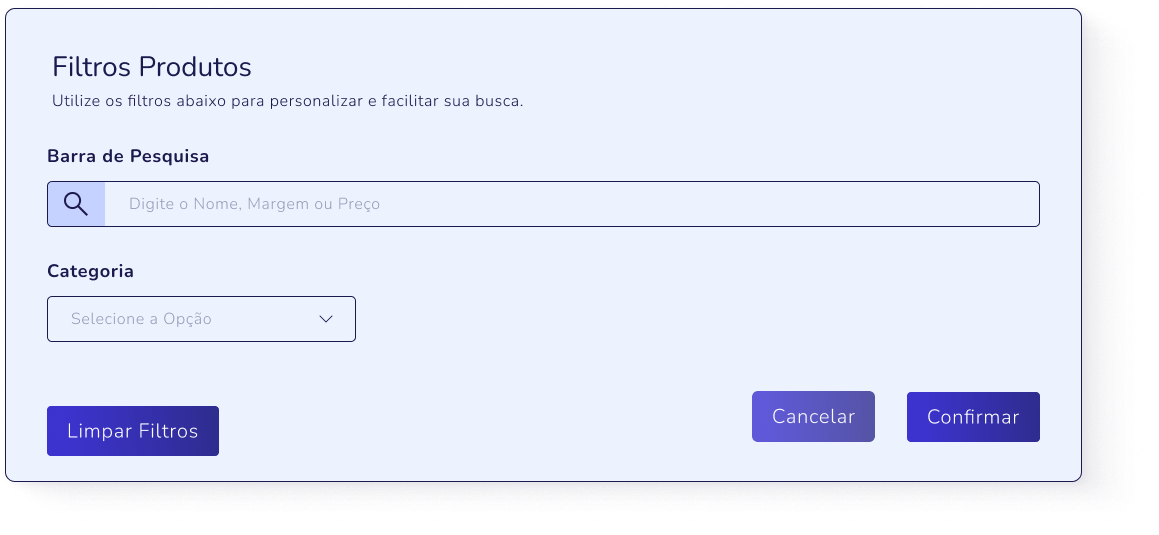 Filtros Produtos
Utilize os filtros abaixo para personalizar e facilitar sua busca.
Barra de Pesquisa
Digite o Nome, Margem ou Preço
Categoria
Selecione a Opção
Limpar Filtros
Cancelar
Confirmar